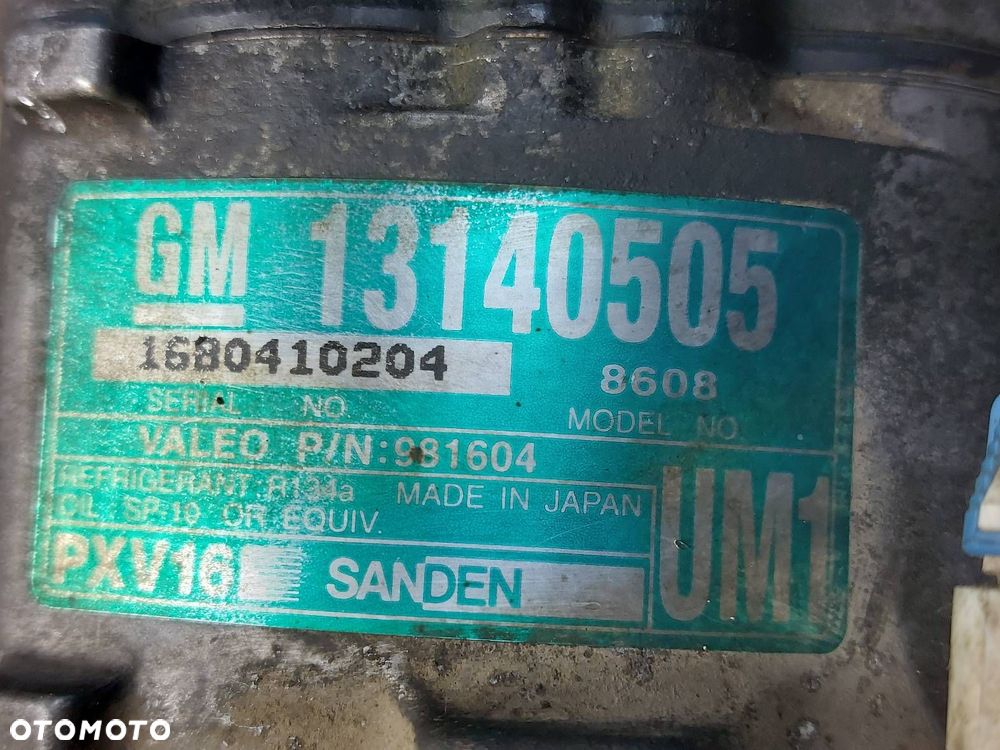 GM 13140505
1680410204 8608
SERIAL NO. MODEL NO.
VALEO P/N:981604
REFRIGERANT: R134a MADE IN JAPAN
OIL SP-10 OR EQUIV.
PXV16 SANDEN UM1
OTOMOTO